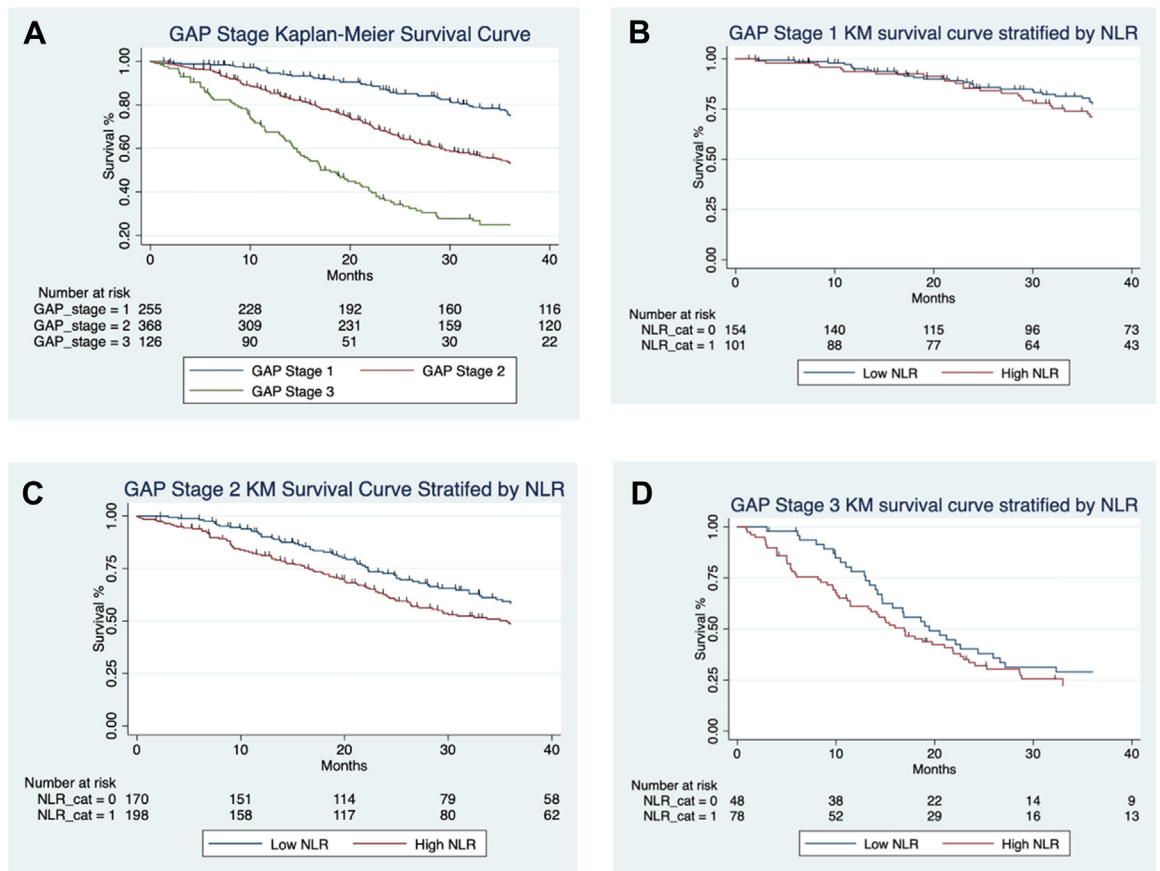 A
GAP Stage Kaplan-Meier Survival Curve
Survival %
1.00
0.80
0.60
0.40
0.20
0 10 20 30 40
Months
Number at risk
GAP_stage = 1 255 228 192 160 116
GAP_stage = 2 368 309 231 159 120
GAP_stage = 3 126 90 51 30 22
GAP Stage 1 GAP Stage 2
GAP Stage 3
B
GAP Stage 1 KM survival curve stratified by NLR
Survival %
1.00
0.75
0.50
0.25
0.00
0 10 20 30 40
Months
Number at risk
NLR_cat = 0 154 140 115 96 73
NLR_cat = 1 101 88 77 64 43
Low NLR High NLR
C
GAP Stage 2 KM Survival Curve Stratifed by NLR
Survival %
1.00
0.75
0.50
0.25
0.00
0 10 20 30 40
Months
Number at risk
NLR_cat = 0 170 151 114 79 58
NLR_cat = 1 198 158 117 80 62
Low NLR High NLR
D
GAP Stage 3 KM survival curve stratified by NLR
Survival %
1.00
0.75
0.50
0.25
0.00
0 10 20 30 40
Months
Number at risk
NLR_cat = 0 48 38 22 14 9
NLR_cat = 1 78 52 29 16 13
Low NLR High NLR